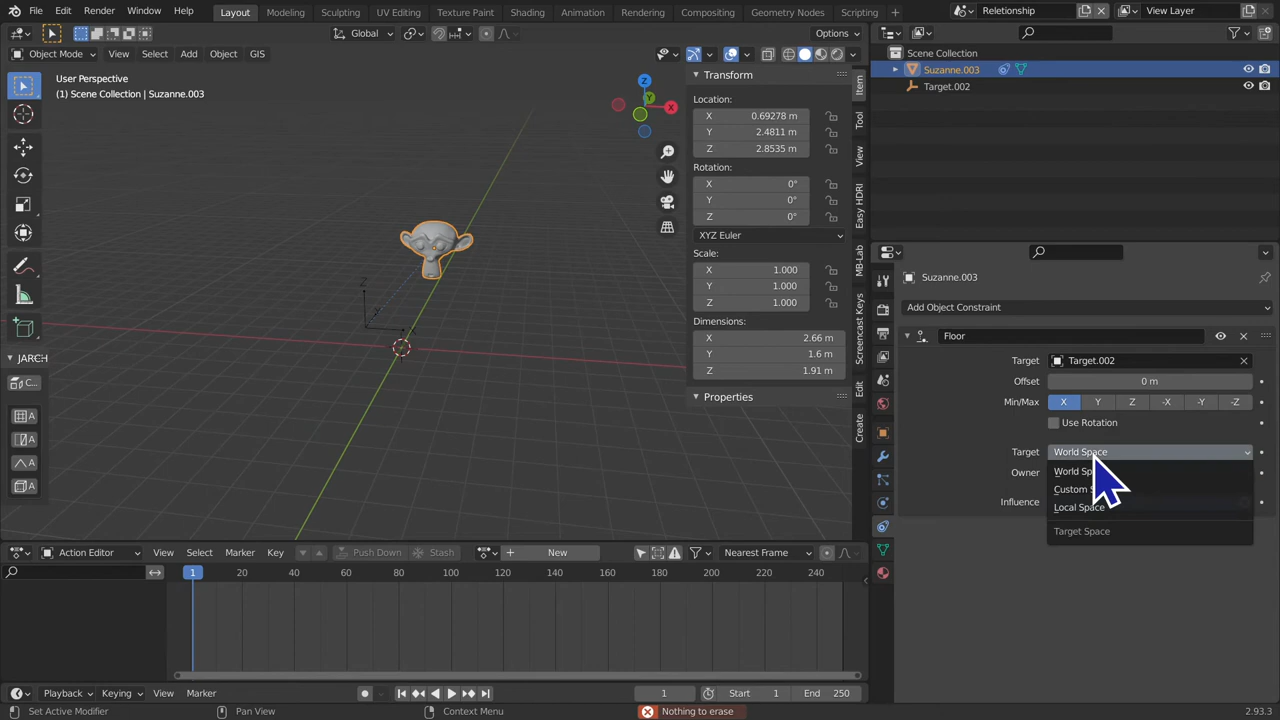 File Edit Render Window Help Layout Modeling Sculpting UV Editing Texture Paint Shading Animation Rendering Compositing Geometry Nodes Scripting + Relationship View Layer
Global Options
Object Mode View Select Add Object GIS
User Perspective
(1) Scene Collection | Suzanne.003
Z
Y
X
Z
Y
X
JARCH
C...
A
A
A
A
Transform
Location:
X 0.69278 m
Y 2.4811 m
Z 2.8535 m
Rotation:
X 0°
Y 0°
Z 0°
XYZ Euler
Scale:
X 1.000
Y 1.000
Z 1.000
Dimensions:
X 2.66 m
Y 1.6 m
Z 1.91 m
Properties
Item
Tool
View
Easy HDRI
MB-Lab
Screencast Keys
Edit
Create
Scene Collection
Suzanne.003
Target.002
Suzanne.003
Add Object Constraint
Floor
Target Target.002
Offset 0 m
Min/Max X Y Z -X -Y -Z
Use Rotation
Target World Space
Owner
Influence
Local Space
Target Space
Action Editor View Select Marker Key Push Down Stash + New Nearest Frame
1 20 40 60 80 100 120 140 160 180 200 220 240
Playback Keying View Marker 1 Start 1 End 250
Set Active Modifier Pan View Context Menu Nothing to erase 2.93.3